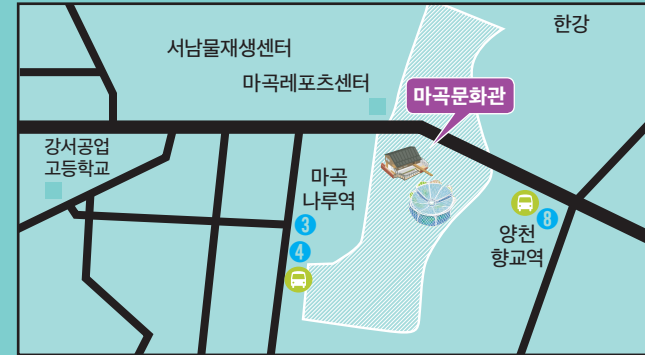 한강
서남물재생센터
마곡레포츠센터
마곡문화관
강서공업
고등학교
마곡
나루역
3
4
8
양천
향교역